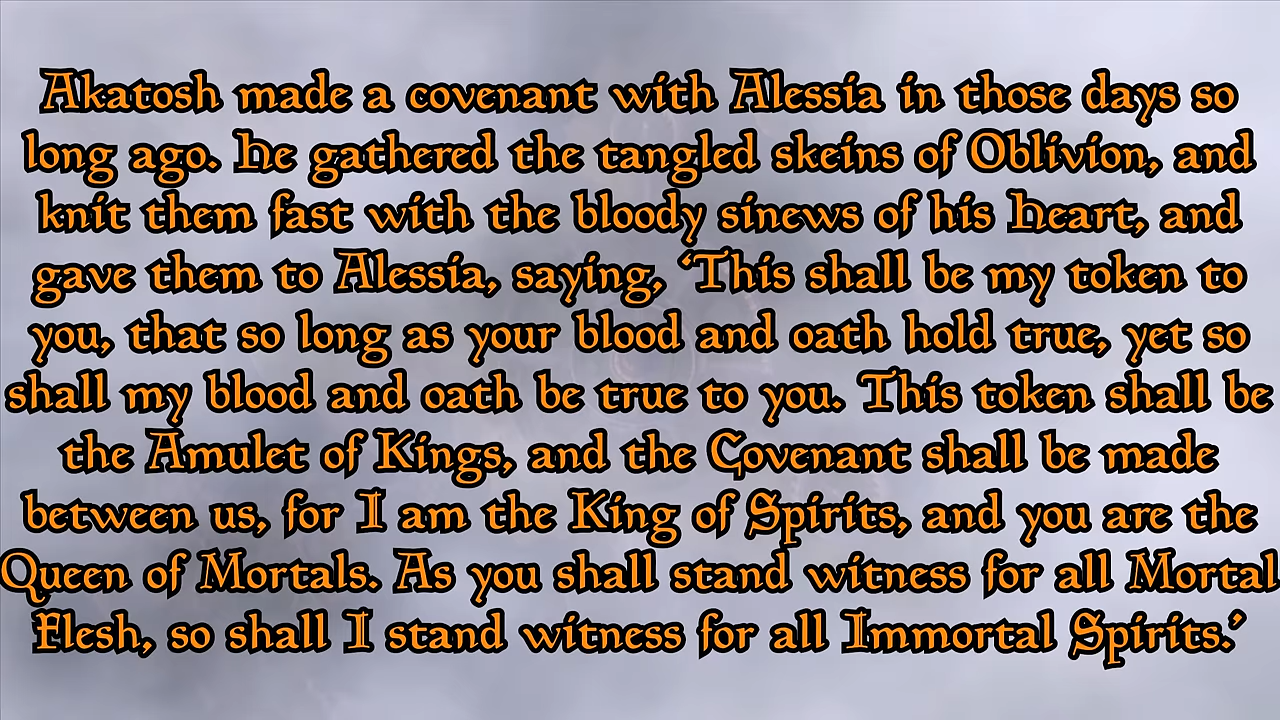 Akatosh made a covenant with Alessia in those days so
long ago. He gathered the tangled skeins of Oblivion, and
knit them fast with the bloody sinews of his Heart, and
gave them to Alessia, saying, ‘This shall be my token to
you, that so long as your blood and oath hold true, yet so
shall my blood and oath be true to you. This token shall be
the Amulet of Kings, and the Covenant shall be made
between us, for I am the King of Spirits, and you are the
Queen of Mortals. As you shall stand witness for all Mortal
Flesh, so shall I stand witness for all Immortal Spirits.’